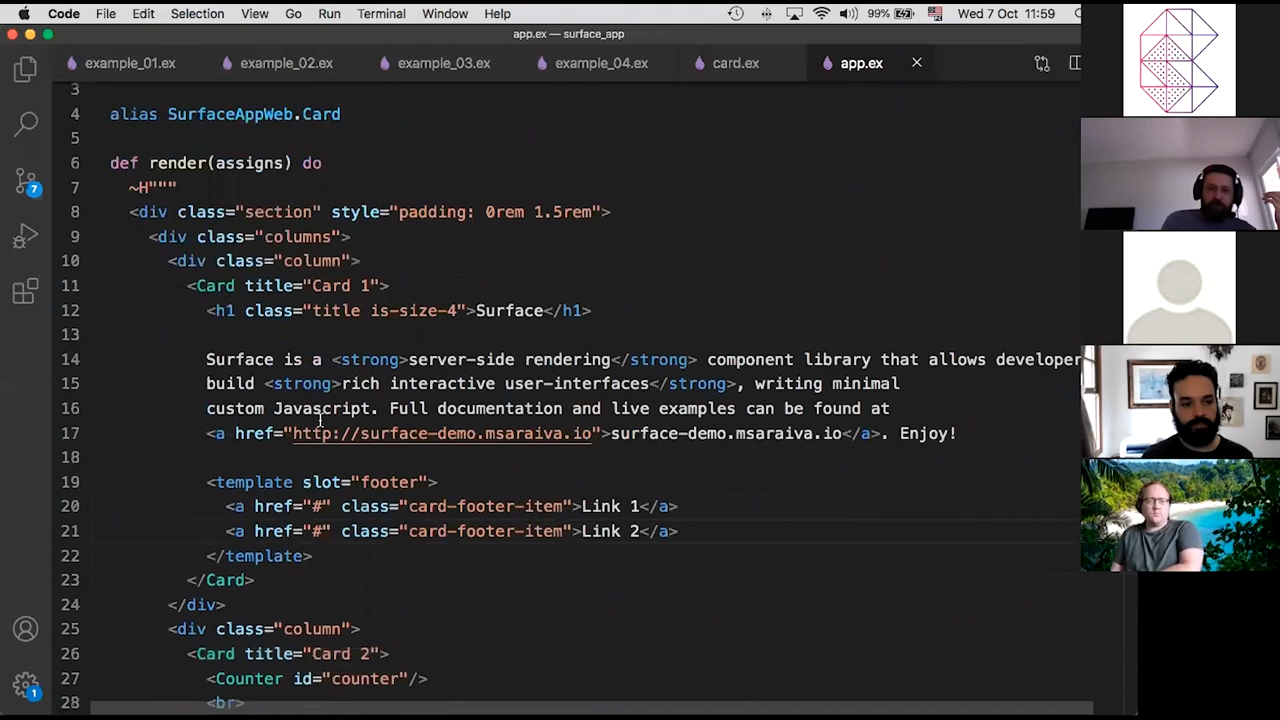 Code File Edit Selection View Go Run Terminal Window Help 99% Wed 7 Oct 11:59
app.ex — surface_app
example_01.ex example_02.ex example_03.ex example_04.ex card.ex app.ex
3
4 alias SurfaceAppWeb.Card
5
6 def render(assigns) do
7 ~H"""
8 <div class="section" style="padding: 0rem 1.5rem">
9 <div class="columns">
10 <div class="column">
11 <Card title="Card 1">
12 <h1 class="title is-size-4">Surface</h1>
13
14 Surface is a <strong>server-side rendering</strong> component library that allows developer
15 build <strong>rich interactive user-interfaces</strong>, writing minimal
16 custom Javascript. Full documentation and live examples can be found at
17 <a href="http://surface-demo.msaraiva.io">surface-demo.msaraiva.io</a>. Enjoy!
18
19 <template slot="footer">
20 <a href="#" class="card-footer-item">Link 1</a>
21 <a href="#" class="card-footer-item">Link 2</a>
22 </template>
23 </Card>
24 </div>
25 <div class="column">
26 <Card title="Card 2">
27 <Counter id="counter"/>
28 <br>
7
1